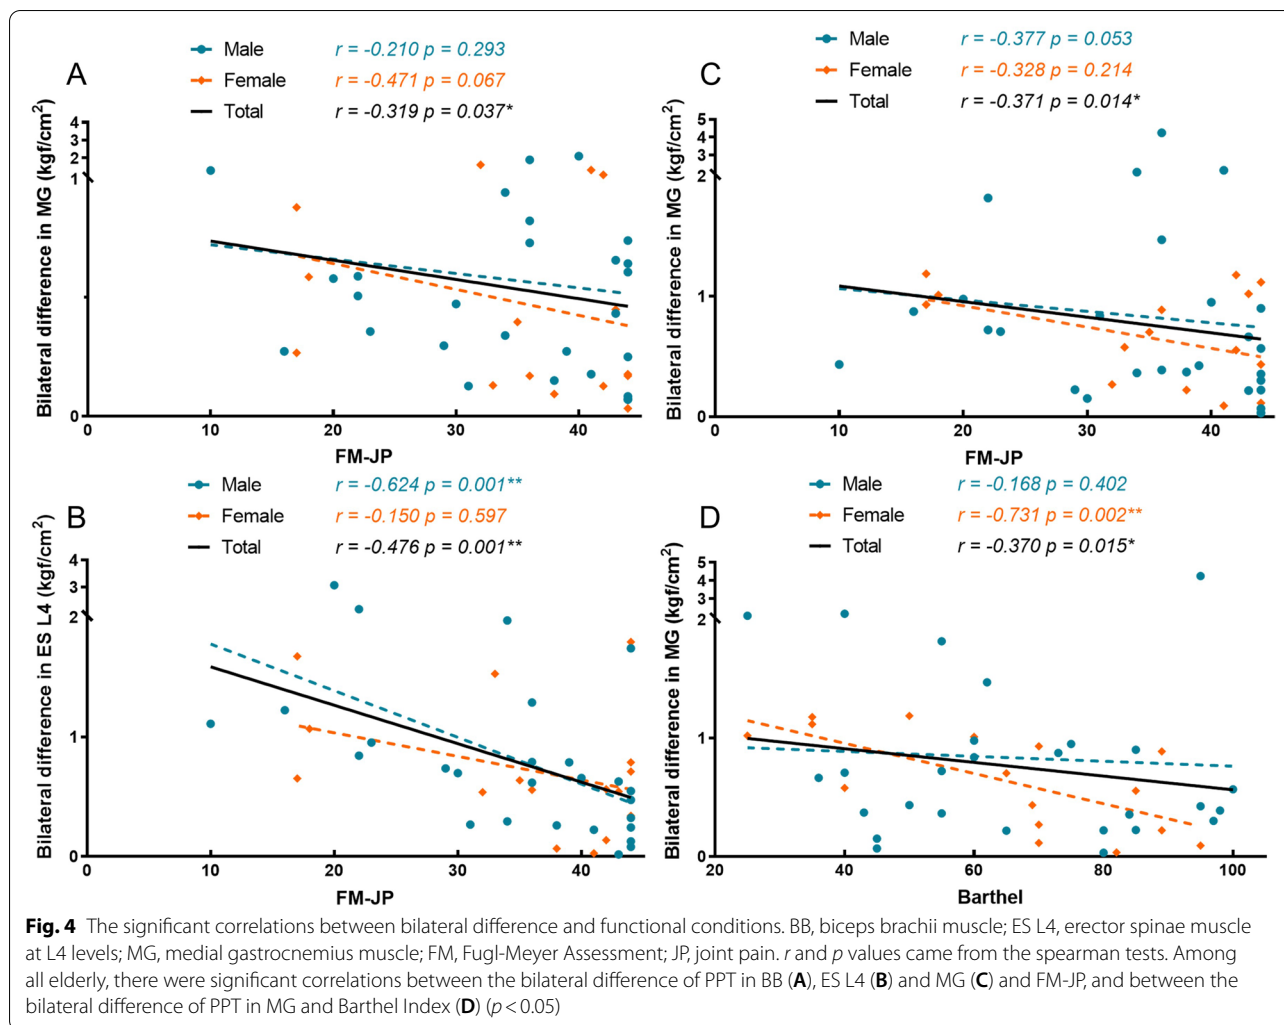 A
Male r = -0.210 p = 0.293
Female r = -0.471 p = 0.067
Total r = -0.319 p = 0.037*
Bilateral difference in MG (kgf/cm²)
4
3
2
1
0
0 10 20 30 40
FM-JP
C
Male r = -0.377 p = 0.053
Female r = -0.328 p = 0.214
Total r = -0.371 p = 0.014*
Bilateral difference in MG (kgf/cm²)
5
4
3
2
1
0
0 10 20 30 40
FM-JP
B
Male r = -0.624 p = 0.001**
Female r = -0.150 p = 0.597
Total r = -0.476 p = 0.001**
Bilateral difference in ES L4 (kgf/cm²)
4
3
2
1
0
0 10 20 30 40
FM-JP
D
Male r = -0.168 p = 0.402
Female r = -0.731 p = 0.002**
Total r = -0.370 p = 0.015*
Bilateral difference in MG (kgf/cm²)
5
4
3
2
1
0
20 40 60 80 100
Barthel
Fig. 4 The significant correlations between bilateral difference and functional conditions. BB, biceps brachii muscle; ES L4, erector spinae muscle
at L4 levels; MG, medial gastrocnemius muscle; FM, Fugl-Meyer Assessment; JP, joint pain. r and p values came from the spearman tests. Among
all elderly, there were significant correlations between the bilateral difference of PPT in BB (A), ES L4 (B) and MG (C) and FM-JP, and between the
bilateral difference of PPT in MG and Barthel Index (D) (p < 0.05)